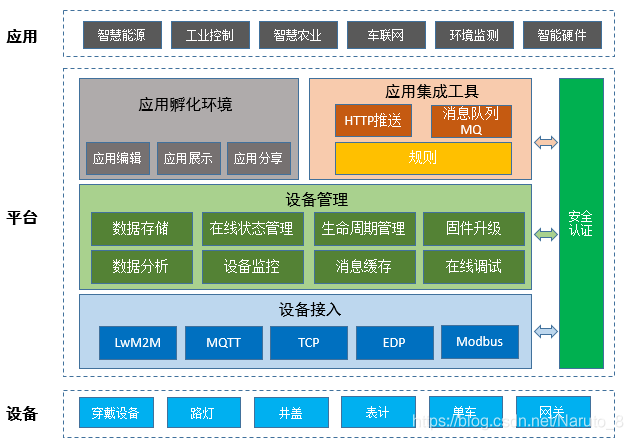 应用
智慧能源 工业控制 智慧农业 车联网 环境监测 智能硬件
平台
应用孵化环境
应用编辑 应用展示 应用分享
应用集成工具
HTTP推送 消息队列
MQ
规则
设备管理
数据存储 在线状态管理 生命周期管理 固件升级
数据分析 设备监控 消息缓存 在线调试
设备接入
LwM2M MQTT TCP EDP Modbus
安全
认证
设备
穿戴设备 路灯 井盖 表计 单车 网关
https://blog.csdn.net/Naruto_8